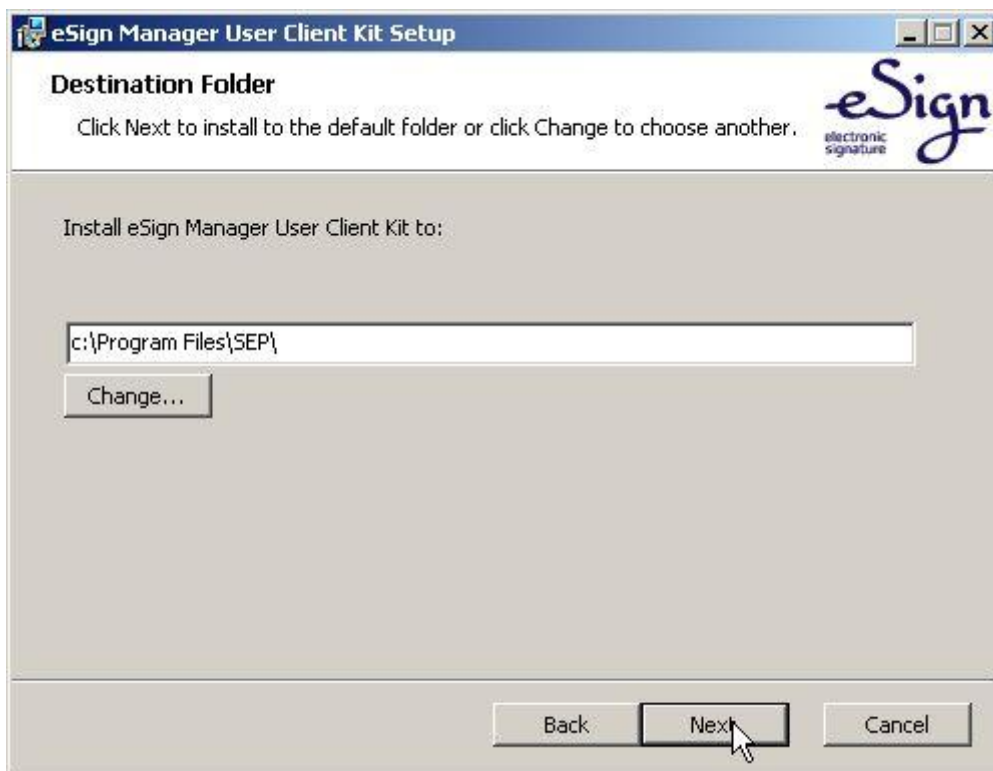 eSign Manager User Client Kit Setup
Destination Folder
Click Next to install to the default folder or click Change to choose another.
eSign
electronic
signature
Install eSign Manager User Client Kit to:
c:\Program Files\SEP\
Change...
Back
Next
Cancel